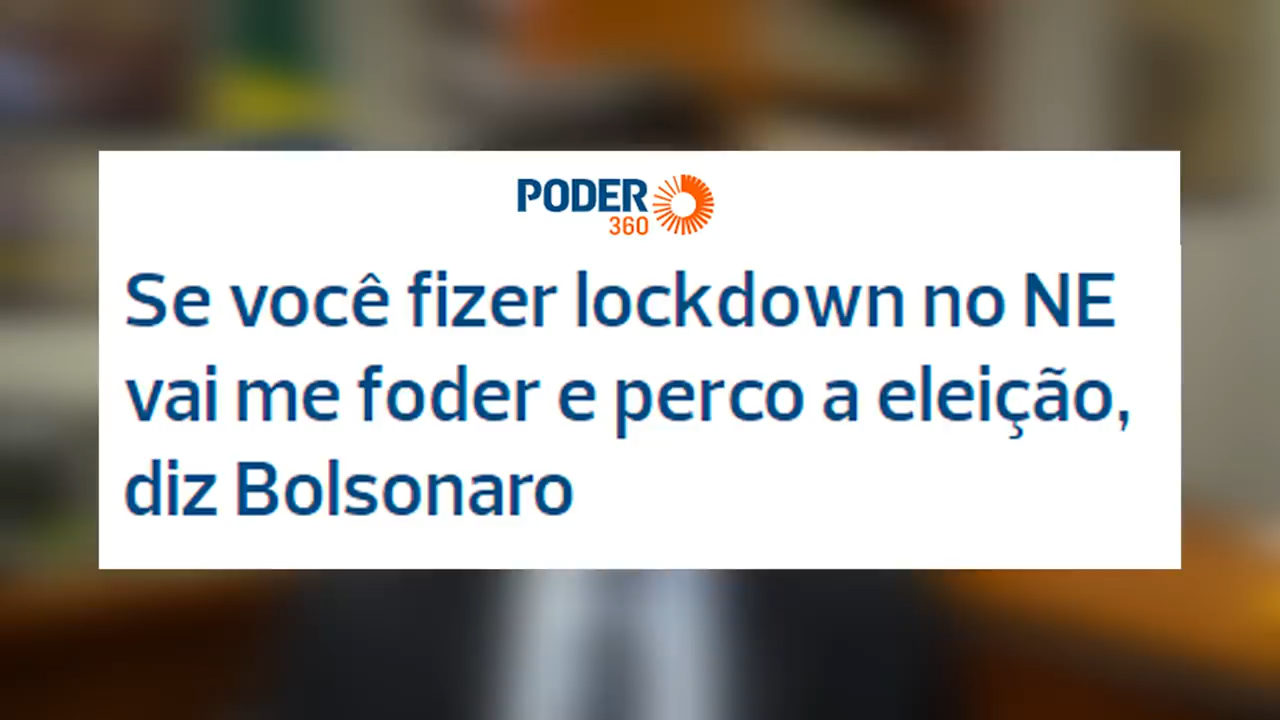 PODER
360
Se você fizer lockdown no NE
vai me foder e perco a eleição,
diz Bolsonaro